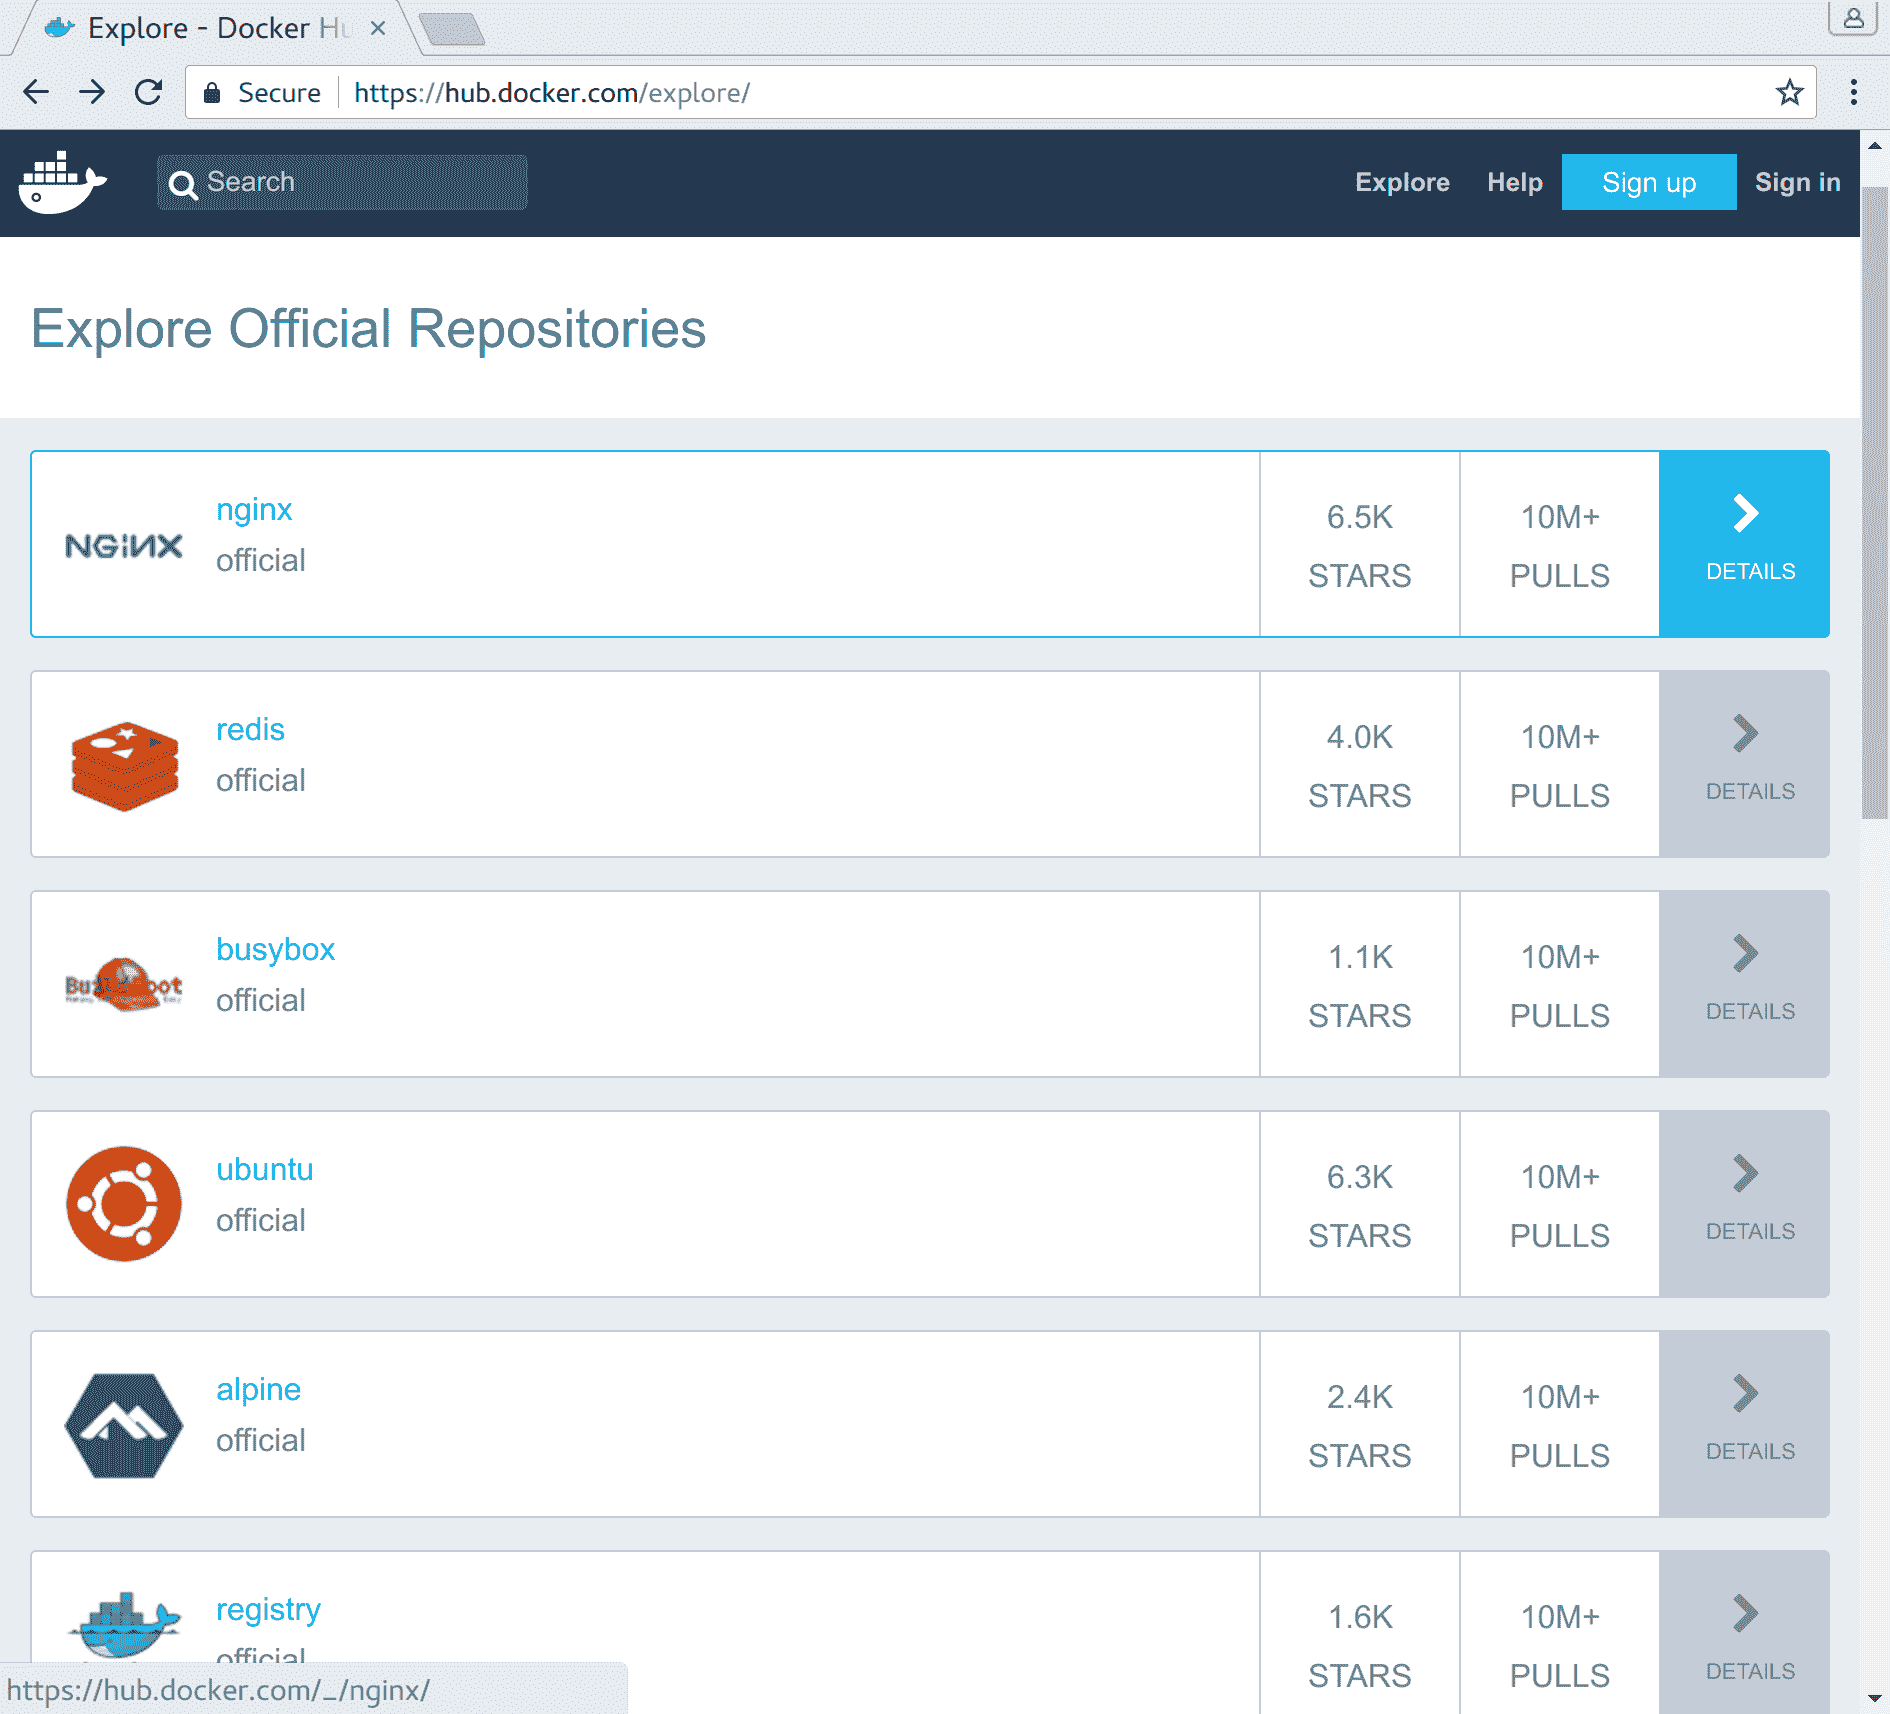 Explore - Docker Hu
Secure
https://hub.docker.com/explore/
Search
Explore
Help
Sign up
Sign in
Explore Official Repositories
NGiNX
nginx
official
6.5K
STARS
10M+
PULLS
DETAILS
redis
official
4.0K
STARS
10M+
PULLS
DETAILS
busybox
official
1.1K
STARS
10M+
PULLS
DETAILS
ubuntu
official
6.3K
STARS
10M+
PULLS
DETAILS
alpine
official
2.4K
STARS
10M+
PULLS
DETAILS
registry
official
1.6K
STARS
10M+
PULLS
DETAILS
https://hub.docker.com/_/nginx/